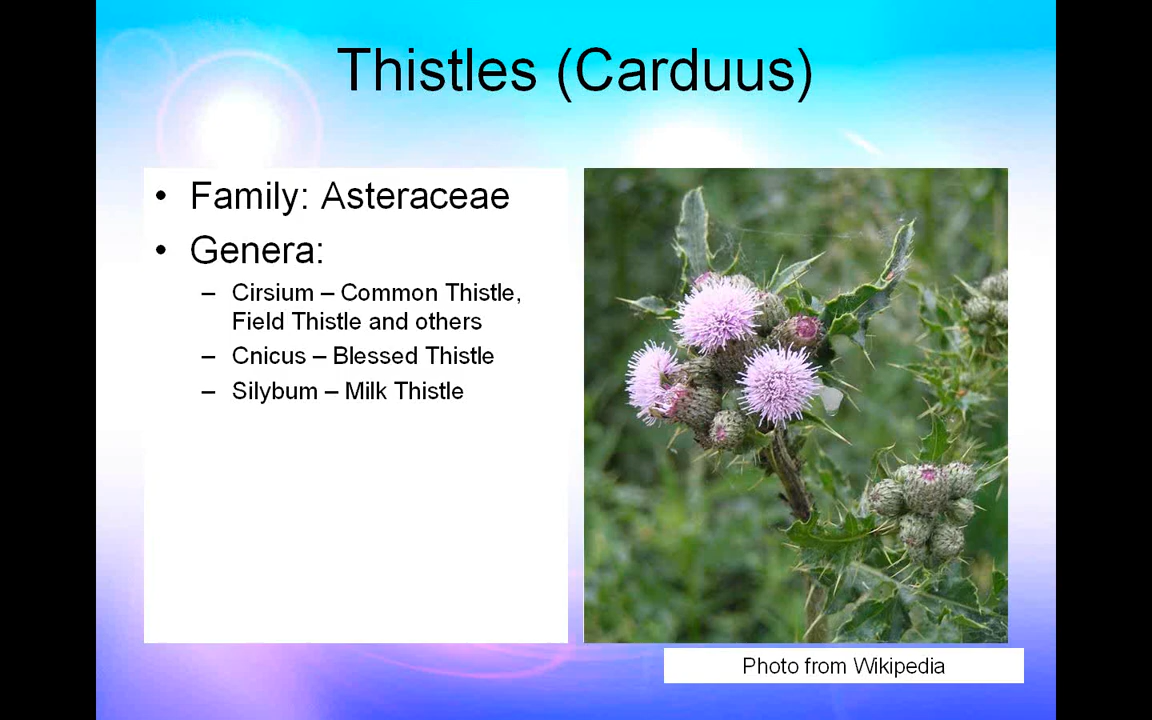 Thistles (Carduus)
• Family: Asteraceae
• Genera:
– Cirsium – Common Thistle,
Field Thistle and others
– Cnicus – Blessed Thistle
– Silybum – Milk Thistle
Photo from Wikipedia